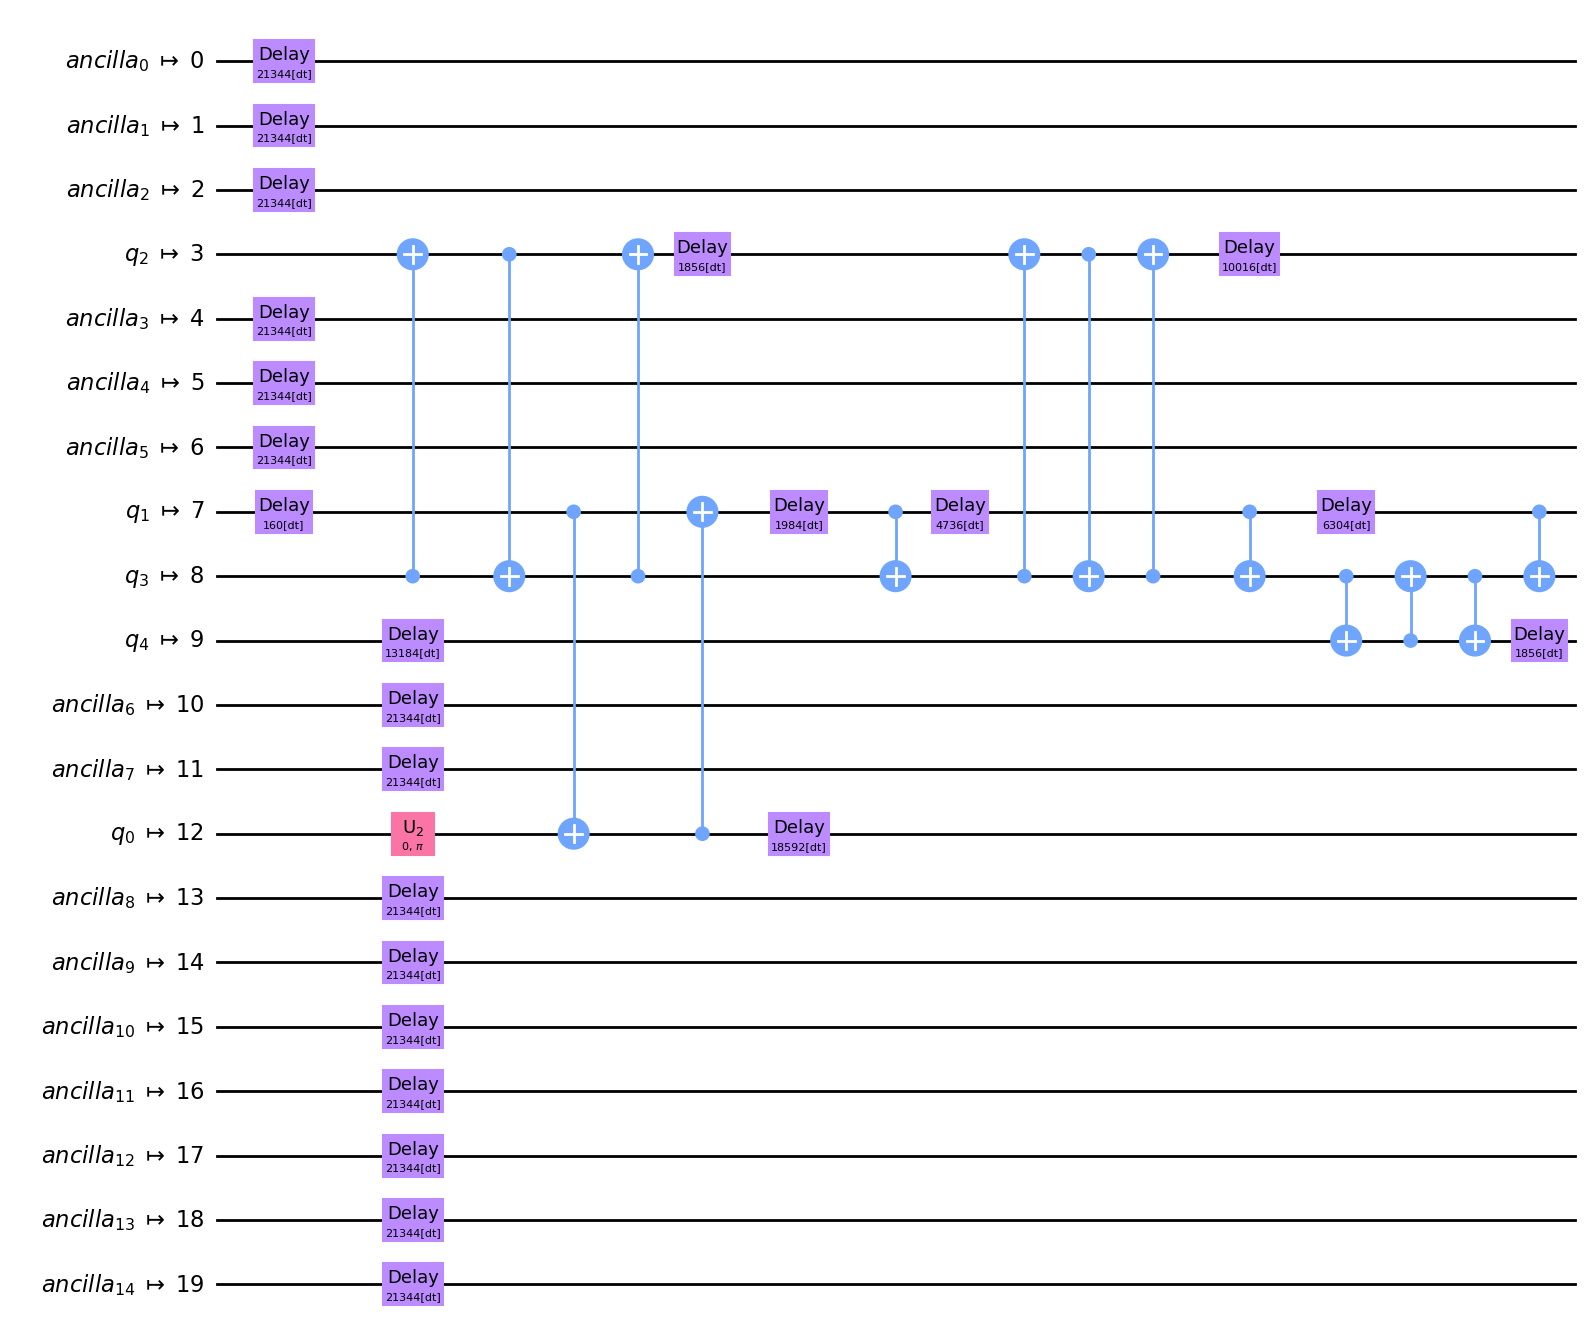 ancilla₀ ↦ 0 Delay
21344[dt]
ancilla₁ ↦ 1 Delay
21344[dt]
ancilla₂ ↦ 2 Delay
21344[dt]
q₂ ↦ 3 Delay Delay
1856[dt] 10016[dt]
ancilla₃ ↦ 4 Delay
21344[dt]
ancilla₄ ↦ 5 Delay
21344[dt]
ancilla₅ ↦ 6 Delay
21344[dt]
q₁ ↦ 7 Delay Delay Delay Delay
160[dt] 1984[dt] 4736[dt] 6304[dt]
q₃ ↦ 8
q₄ ↦ 9 Delay Delay
13184[dt] 1856[dt]
ancilla₆ ↦ 10 Delay
21344[dt]
ancilla₇ ↦ 11 Delay
21344[dt]
q₀ ↦ 12 U₂ Delay
0, π 18592[dt]
ancilla₈ ↦ 13 Delay
21344[dt]
ancilla₉ ↦ 14 Delay
21344[dt]
ancilla₁₀ ↦ 15 Delay
21344[dt]
ancilla₁₁ ↦ 16 Delay
21344[dt]
ancilla₁₂ ↦ 17 Delay
21344[dt]
ancilla₁₃ ↦ 18 Delay
21344[dt]
ancilla₁₄ ↦ 19 Delay
21344[dt]